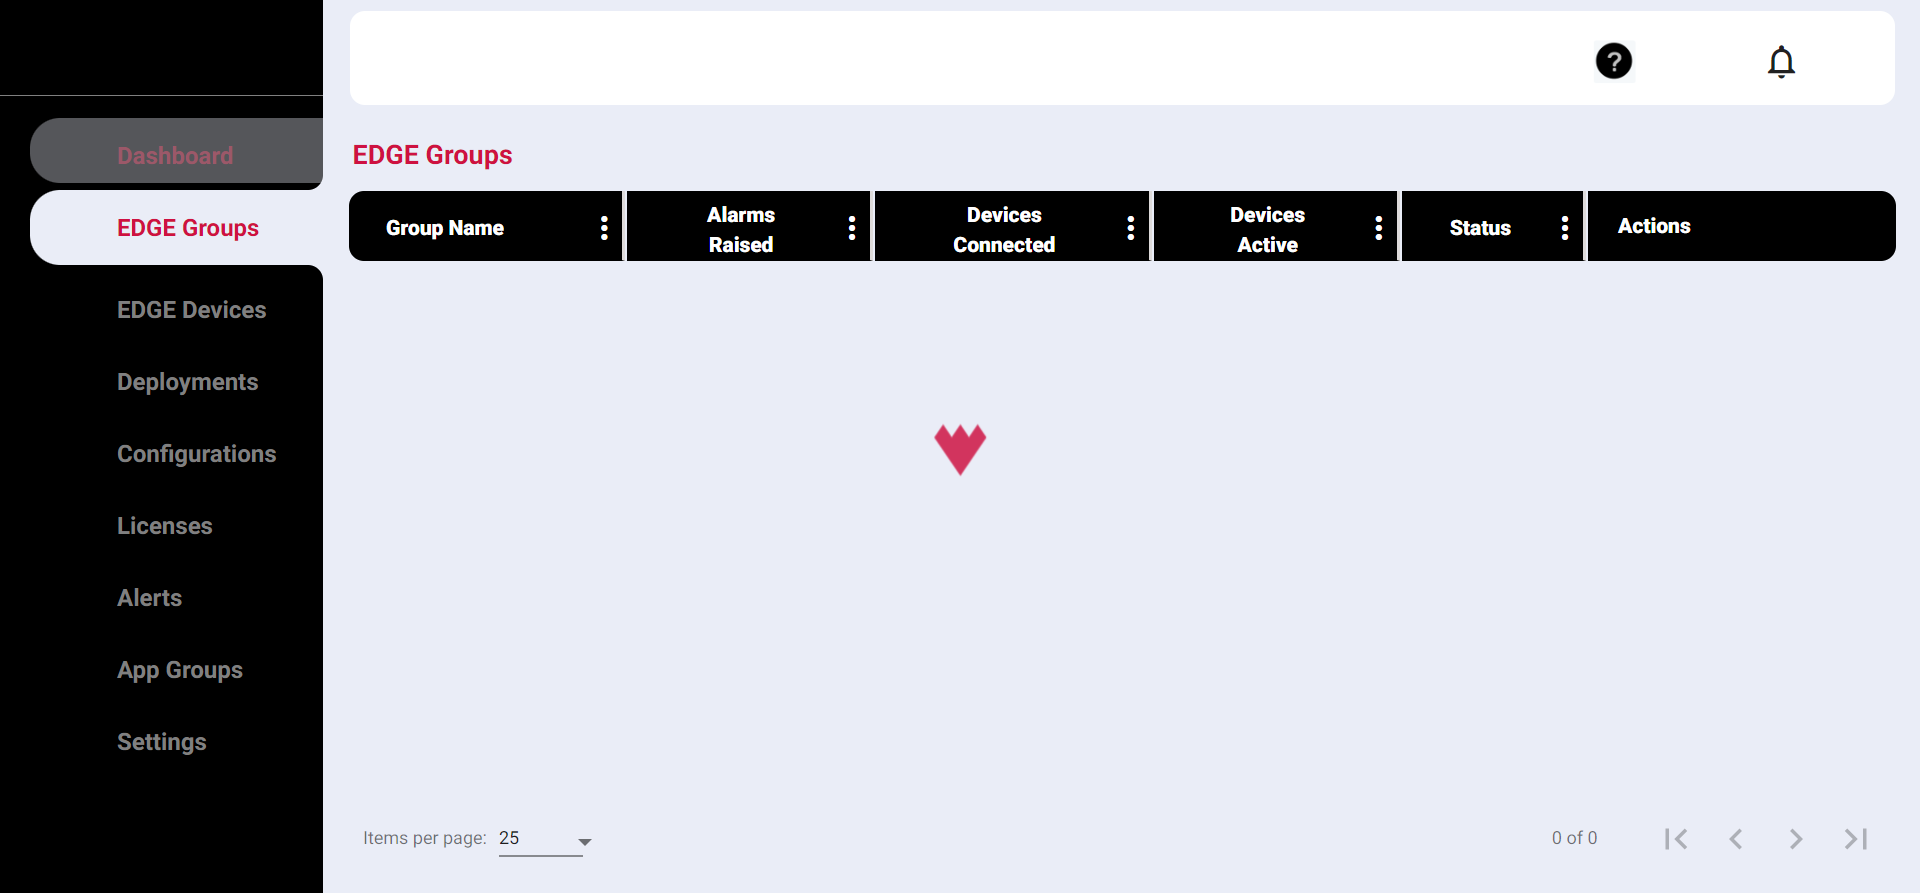 Dashboard
EDGE Groups
EDGE Devices
Deployments
Configurations
Licenses
Alerts
App Groups
Settings
?
EDGE Groups
Group Name
Alarms
Raised
Devices
Connected
Devices
Active
Status
Actions
Items per page: 25
0 of 0